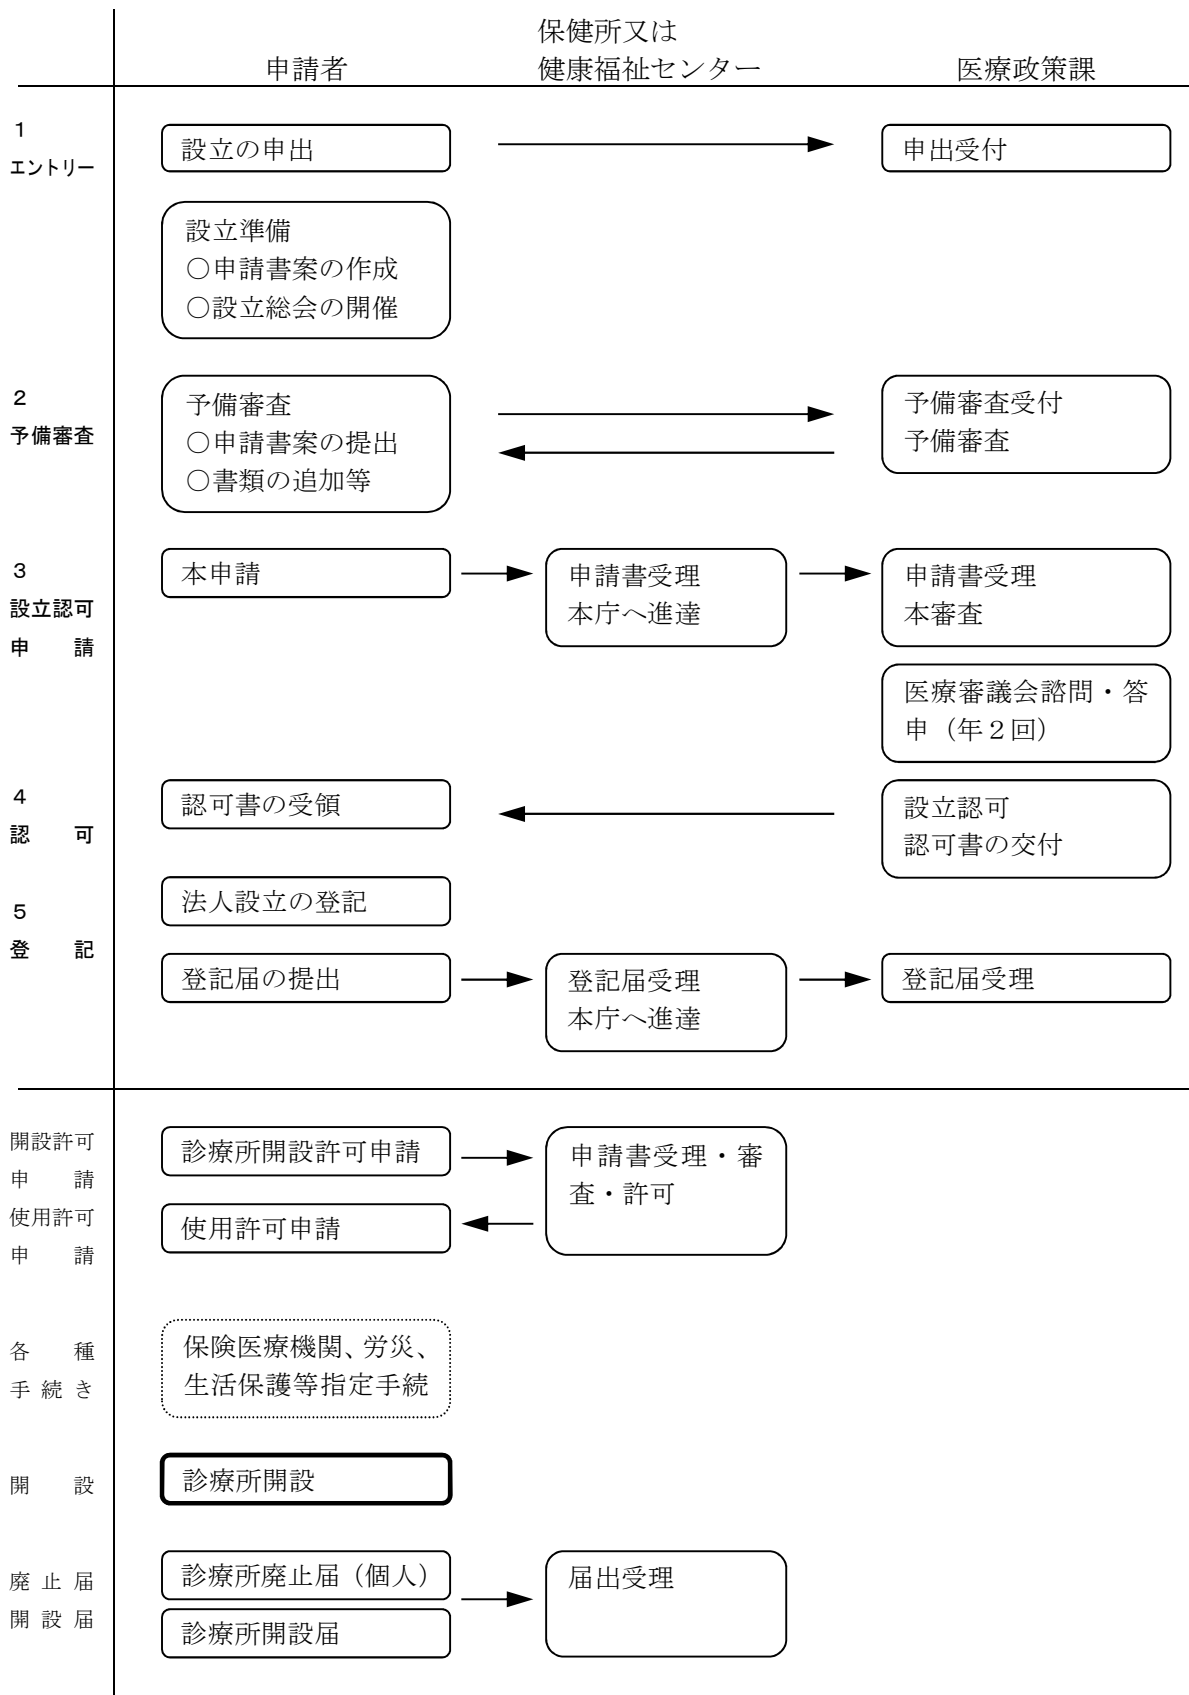 保健所又は
申請者
健康福祉センター
医療政策課
1
エントリー
設立の申出
申出受付
設立準備
○申請書案の作成
○設立総会の開催
2
予備審査
予備審査
○申請書案の提出
○書類の追加等
予備審査受付
予備審査
3
設立認可
申　　請
本申請
申請書受理
本庁へ進達
申請書受理
本審査
医療審議会諮問・答
申（年２回）
4
認　　可
認可書の受領
設立認可
認可書の交付
5
登　　記
法人設立の登記
登記届の提出
登記届受理
本庁へ進達
登記届受理
開設許可
申　　請
使用許可
申　　請
診療所開設許可申請
使用許可申請
申請書受理・審
査・許可
各　　種
手 続 き
保険医療機関、労災、
生活保護等指定手続
開　　設
診療所開設
廃 止 届
開 設 届
診療所廃止届（個人）
診療所開設届
届出受理